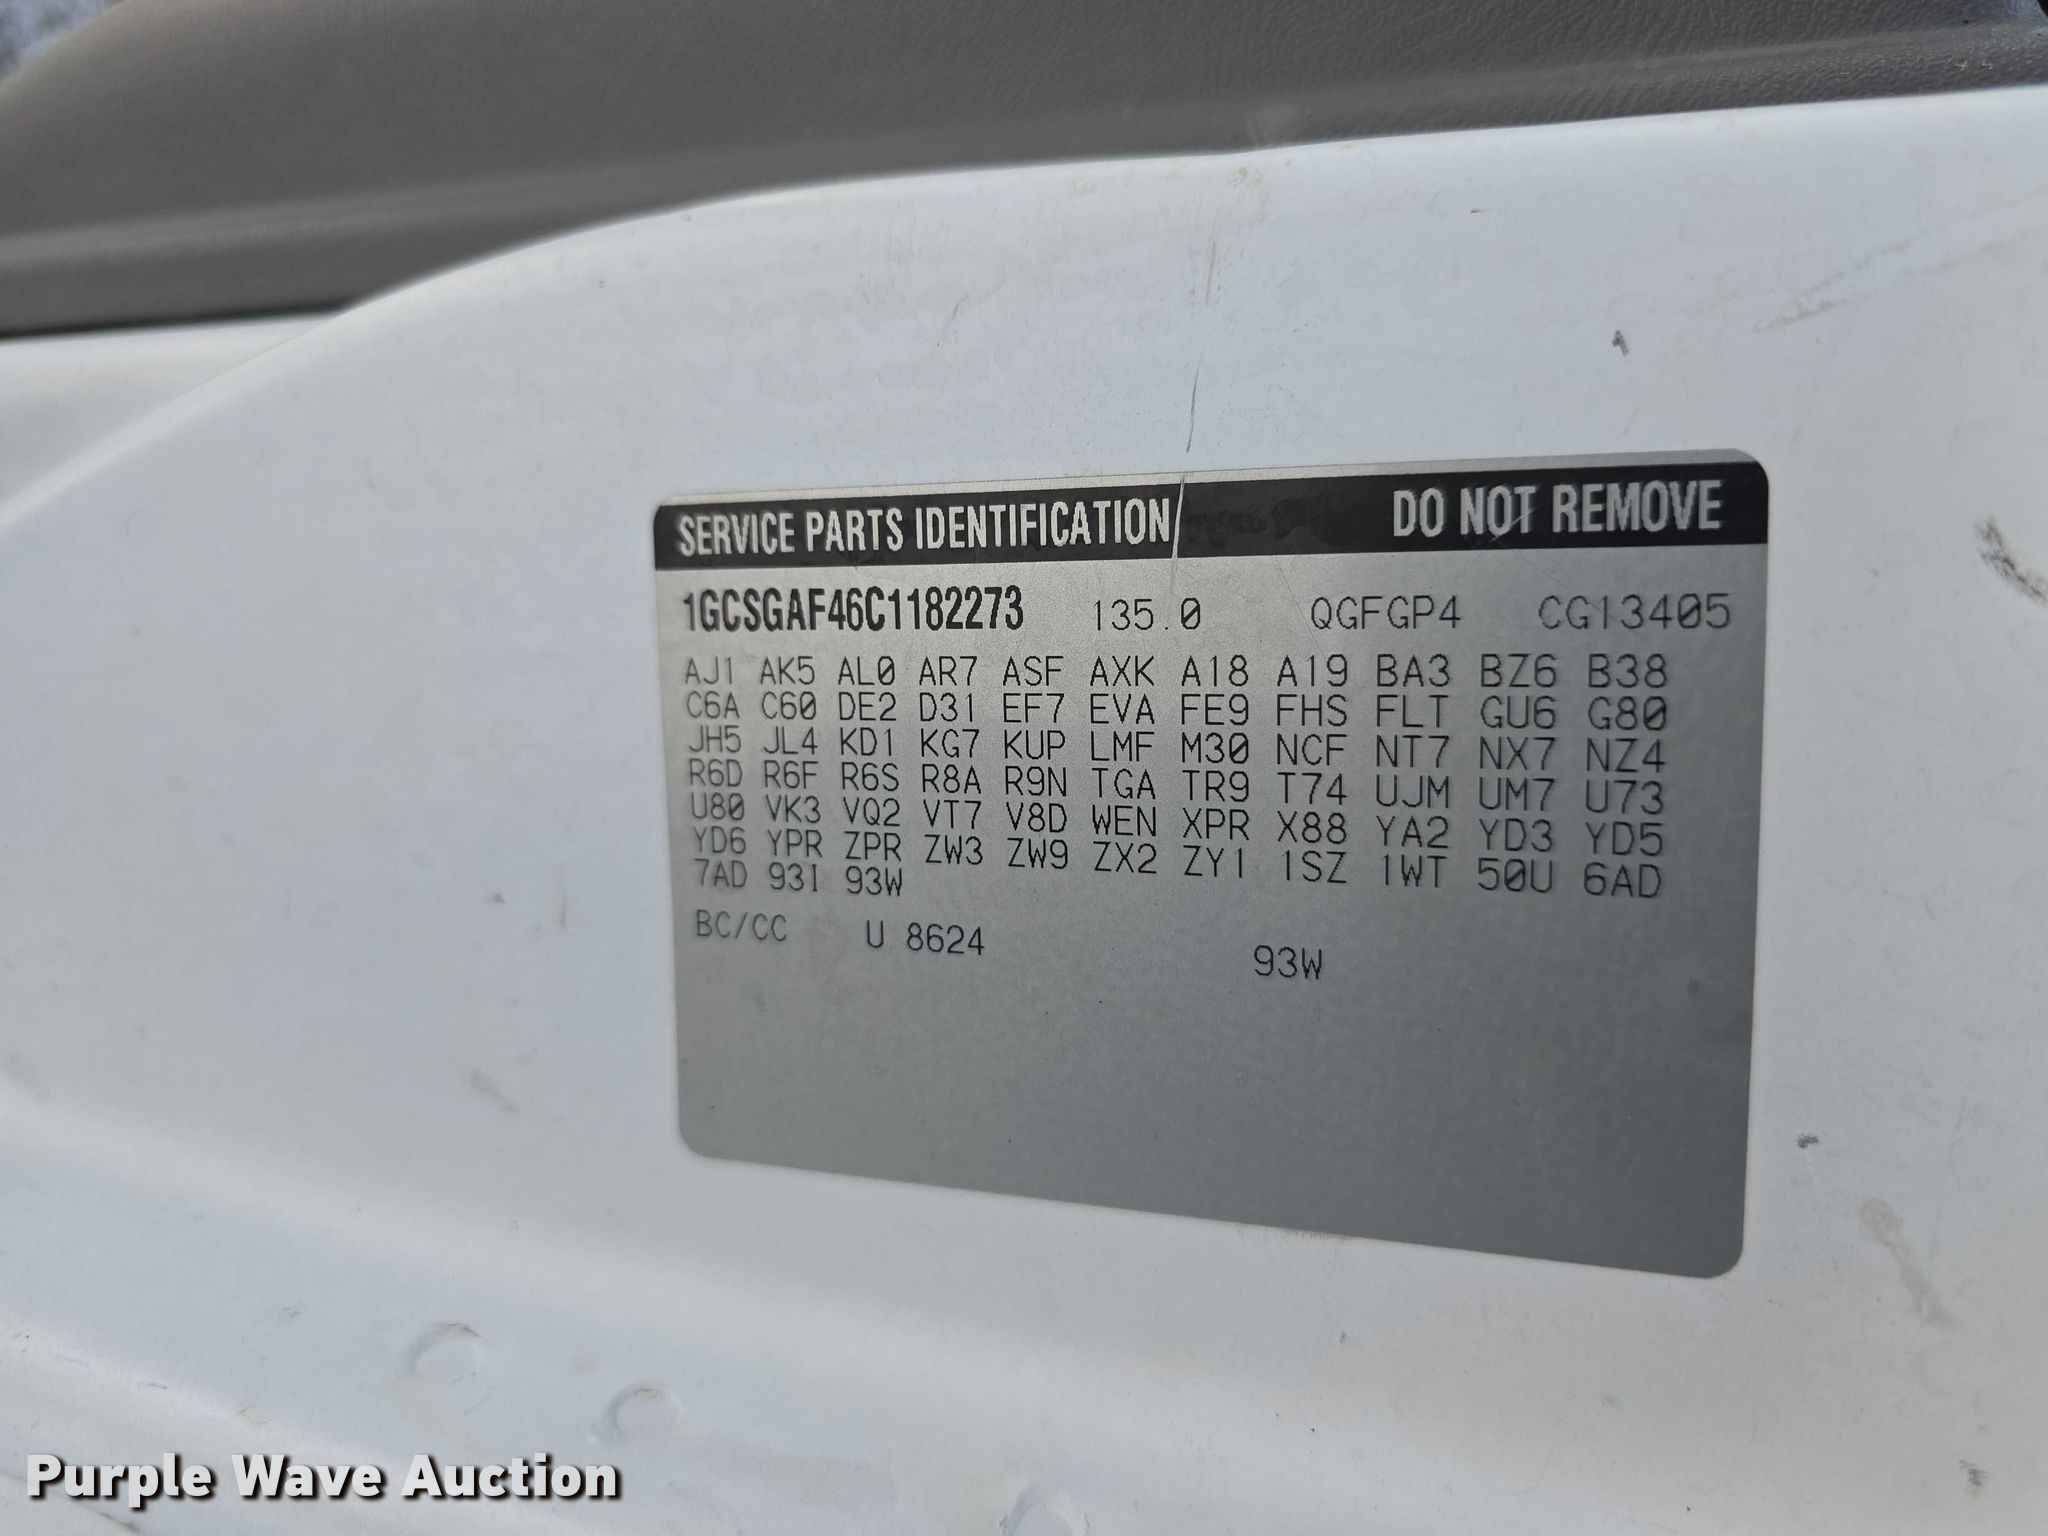 SERVICE PARTS IDENTIFICATION DO NOT REMOVE
1GCSGAF46C1182273 135.0 QGFGP4 CG13405
AJ1 AK5 AL0 AR7 ASF AXK A18 A19 BA3 BZ6 B38
C6A C60 DE2 D31 EF7 EVA FE9 FHS FLT GU6 G80
JH5 JL4 KD1 KG7 KUP LMF M30 NCF NT7 NX7 NZ4
R6D R6F R6S R8A R9N TGA TR9 T74 UJM UM7 U73
U80 VK3 VQ2 VT7 V8D WEN XPR X88 YA2 YD3 YD5
YD6 YPR ZPR ZW3 ZW9 ZX2 ZY1 1SZ 1WT 50U 6AD
7AD 93I 93W
BC/CC U 8624 93W
Purple Wave Auction